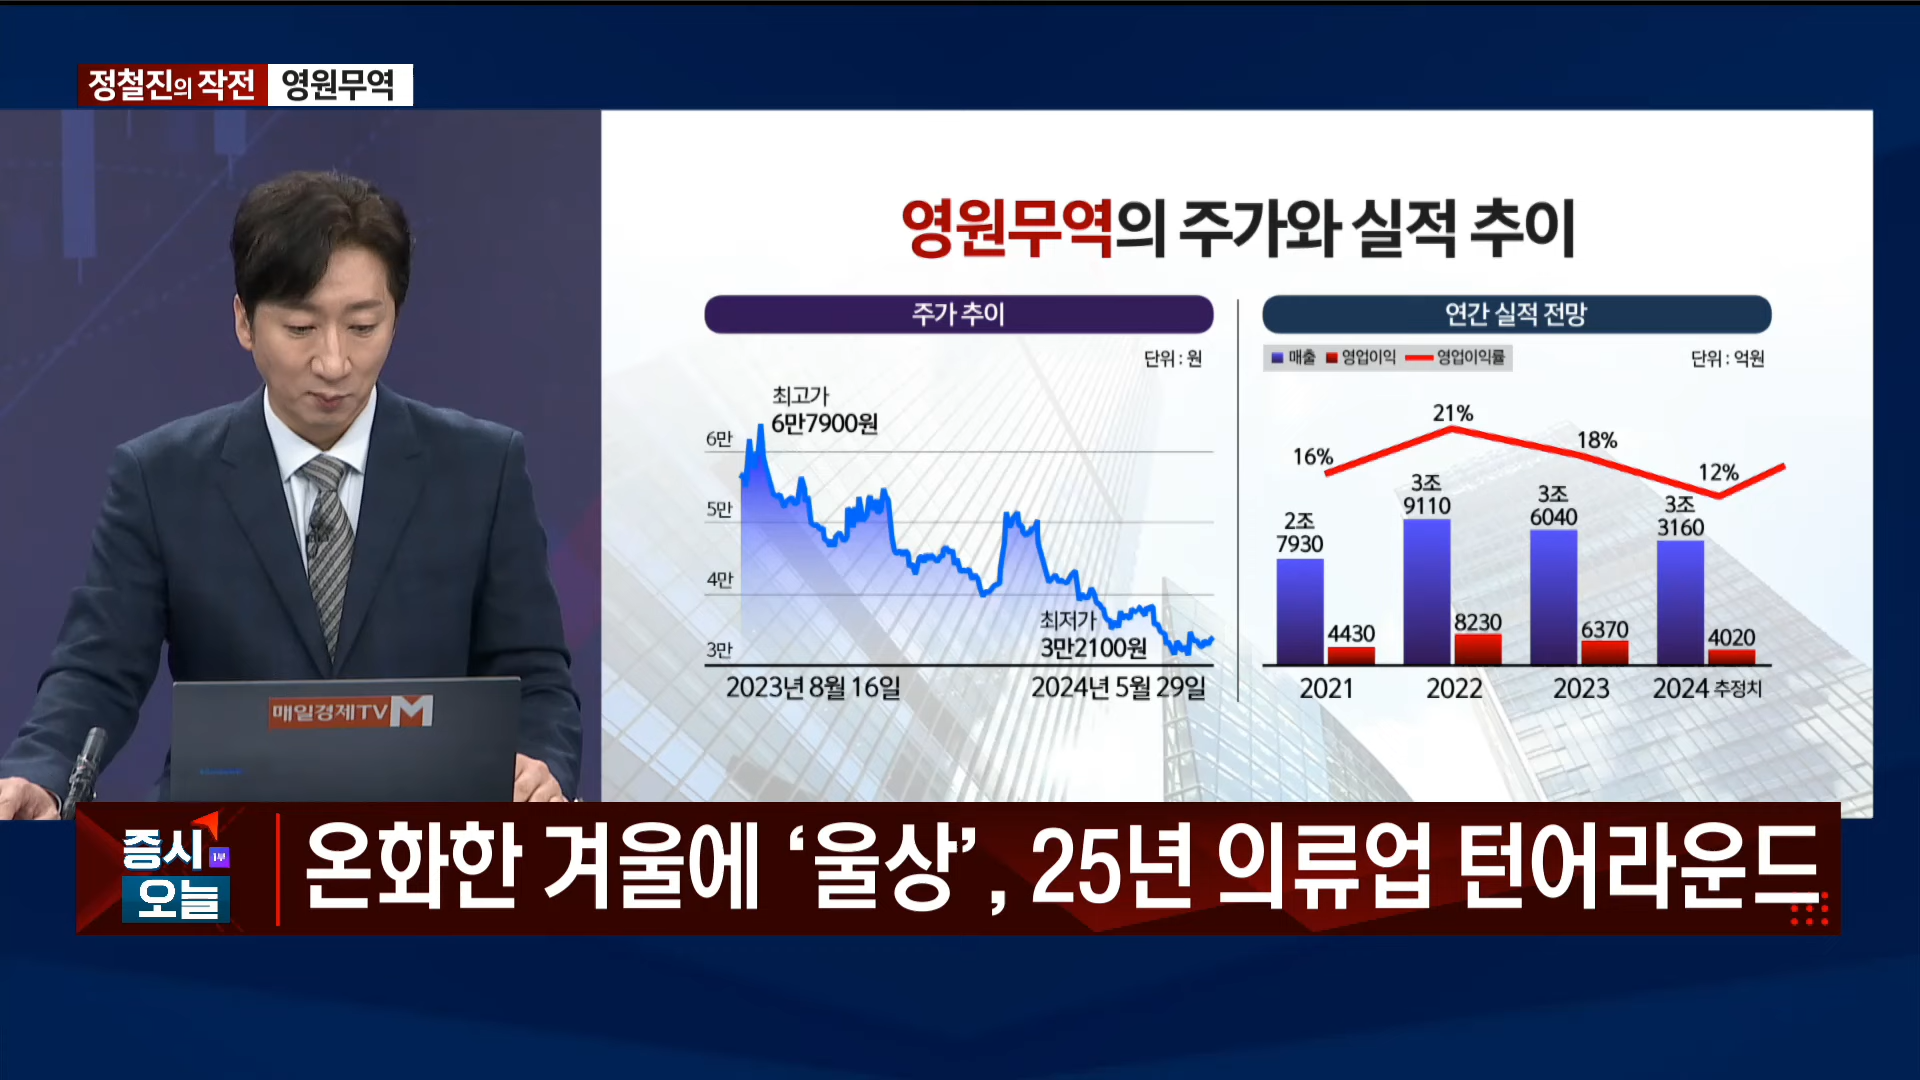 정철진의 작전 영원무역
영원무역의 주가와 실적 추이
주가 추이
단위 : 원
최고가
6만7900원
6만
5만
4만
3만
최저가
3만2100원
2023년 8월 16일
2024년 5월 29일
연간 실적 전망
매출 영업이익 영업이익률
단위 : 억원
16%
21%
18%
12%
2조
7930
3조
9110
3조
6040
3조
3160
4430
8230
6370
4020
2021
2022
2023
2024 추정치
매일경제TV M
증시 1부
오늘
온화한 겨울에 ‘울상’, 25년 의류업 턴어라운드